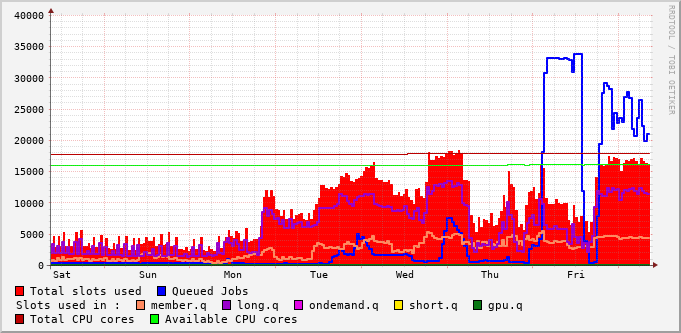 RRDTOOL / TOBI OETIKER
40000
35000
30000
25000
20000
15000
10000
5000
0
Sat Sun Mon Tue Wed Thu Fri
Total slots used Queued Jobs
Slots used in : member.q long.q ondemand.q short.q gpu.q
Total CPU cores Available CPU cores